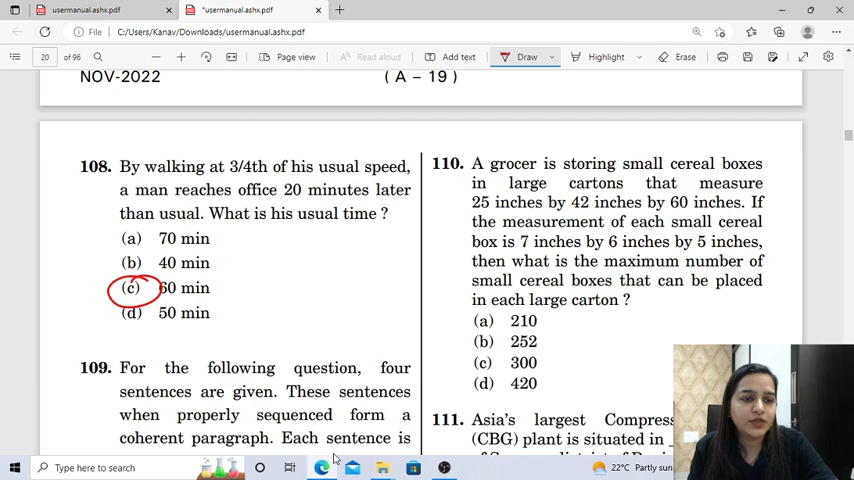 usermanual.ashx.pdf
*usermanual.ashx.pdf
File
C:/Users/Kanav/Downloads/usermanual.ashx.pdf
20 of 96
Page view
Read aloud
Add text
Draw
Highlight
Erase
NOV-2022
( A – 19 )
108. By walking at 3/4th of his usual speed,
a man reaches office 20 minutes later
than usual. What is his usual time ?
(a) 70 min
(b) 40 min
(c) 60 min
(d) 50 min
109. For the following question, four
sentences are given. These sentences
when properly sequenced form a
coherent paragraph. Each sentence is
110. A grocer is storing small cereal boxes
in large cartons that measure
25 inches by 42 inches by 60 inches. If
the measurement of each small cereal
box is 7 inches by 6 inches by 5 inches,
then what is the maximum number of
small cereal boxes that can be placed
in each large carton ?
(a) 210
(b) 252
(c) 300
(d) 420
111. Asia's largest Compress
(CBG) plant is situated in
Type here to search
22°C Partly sun